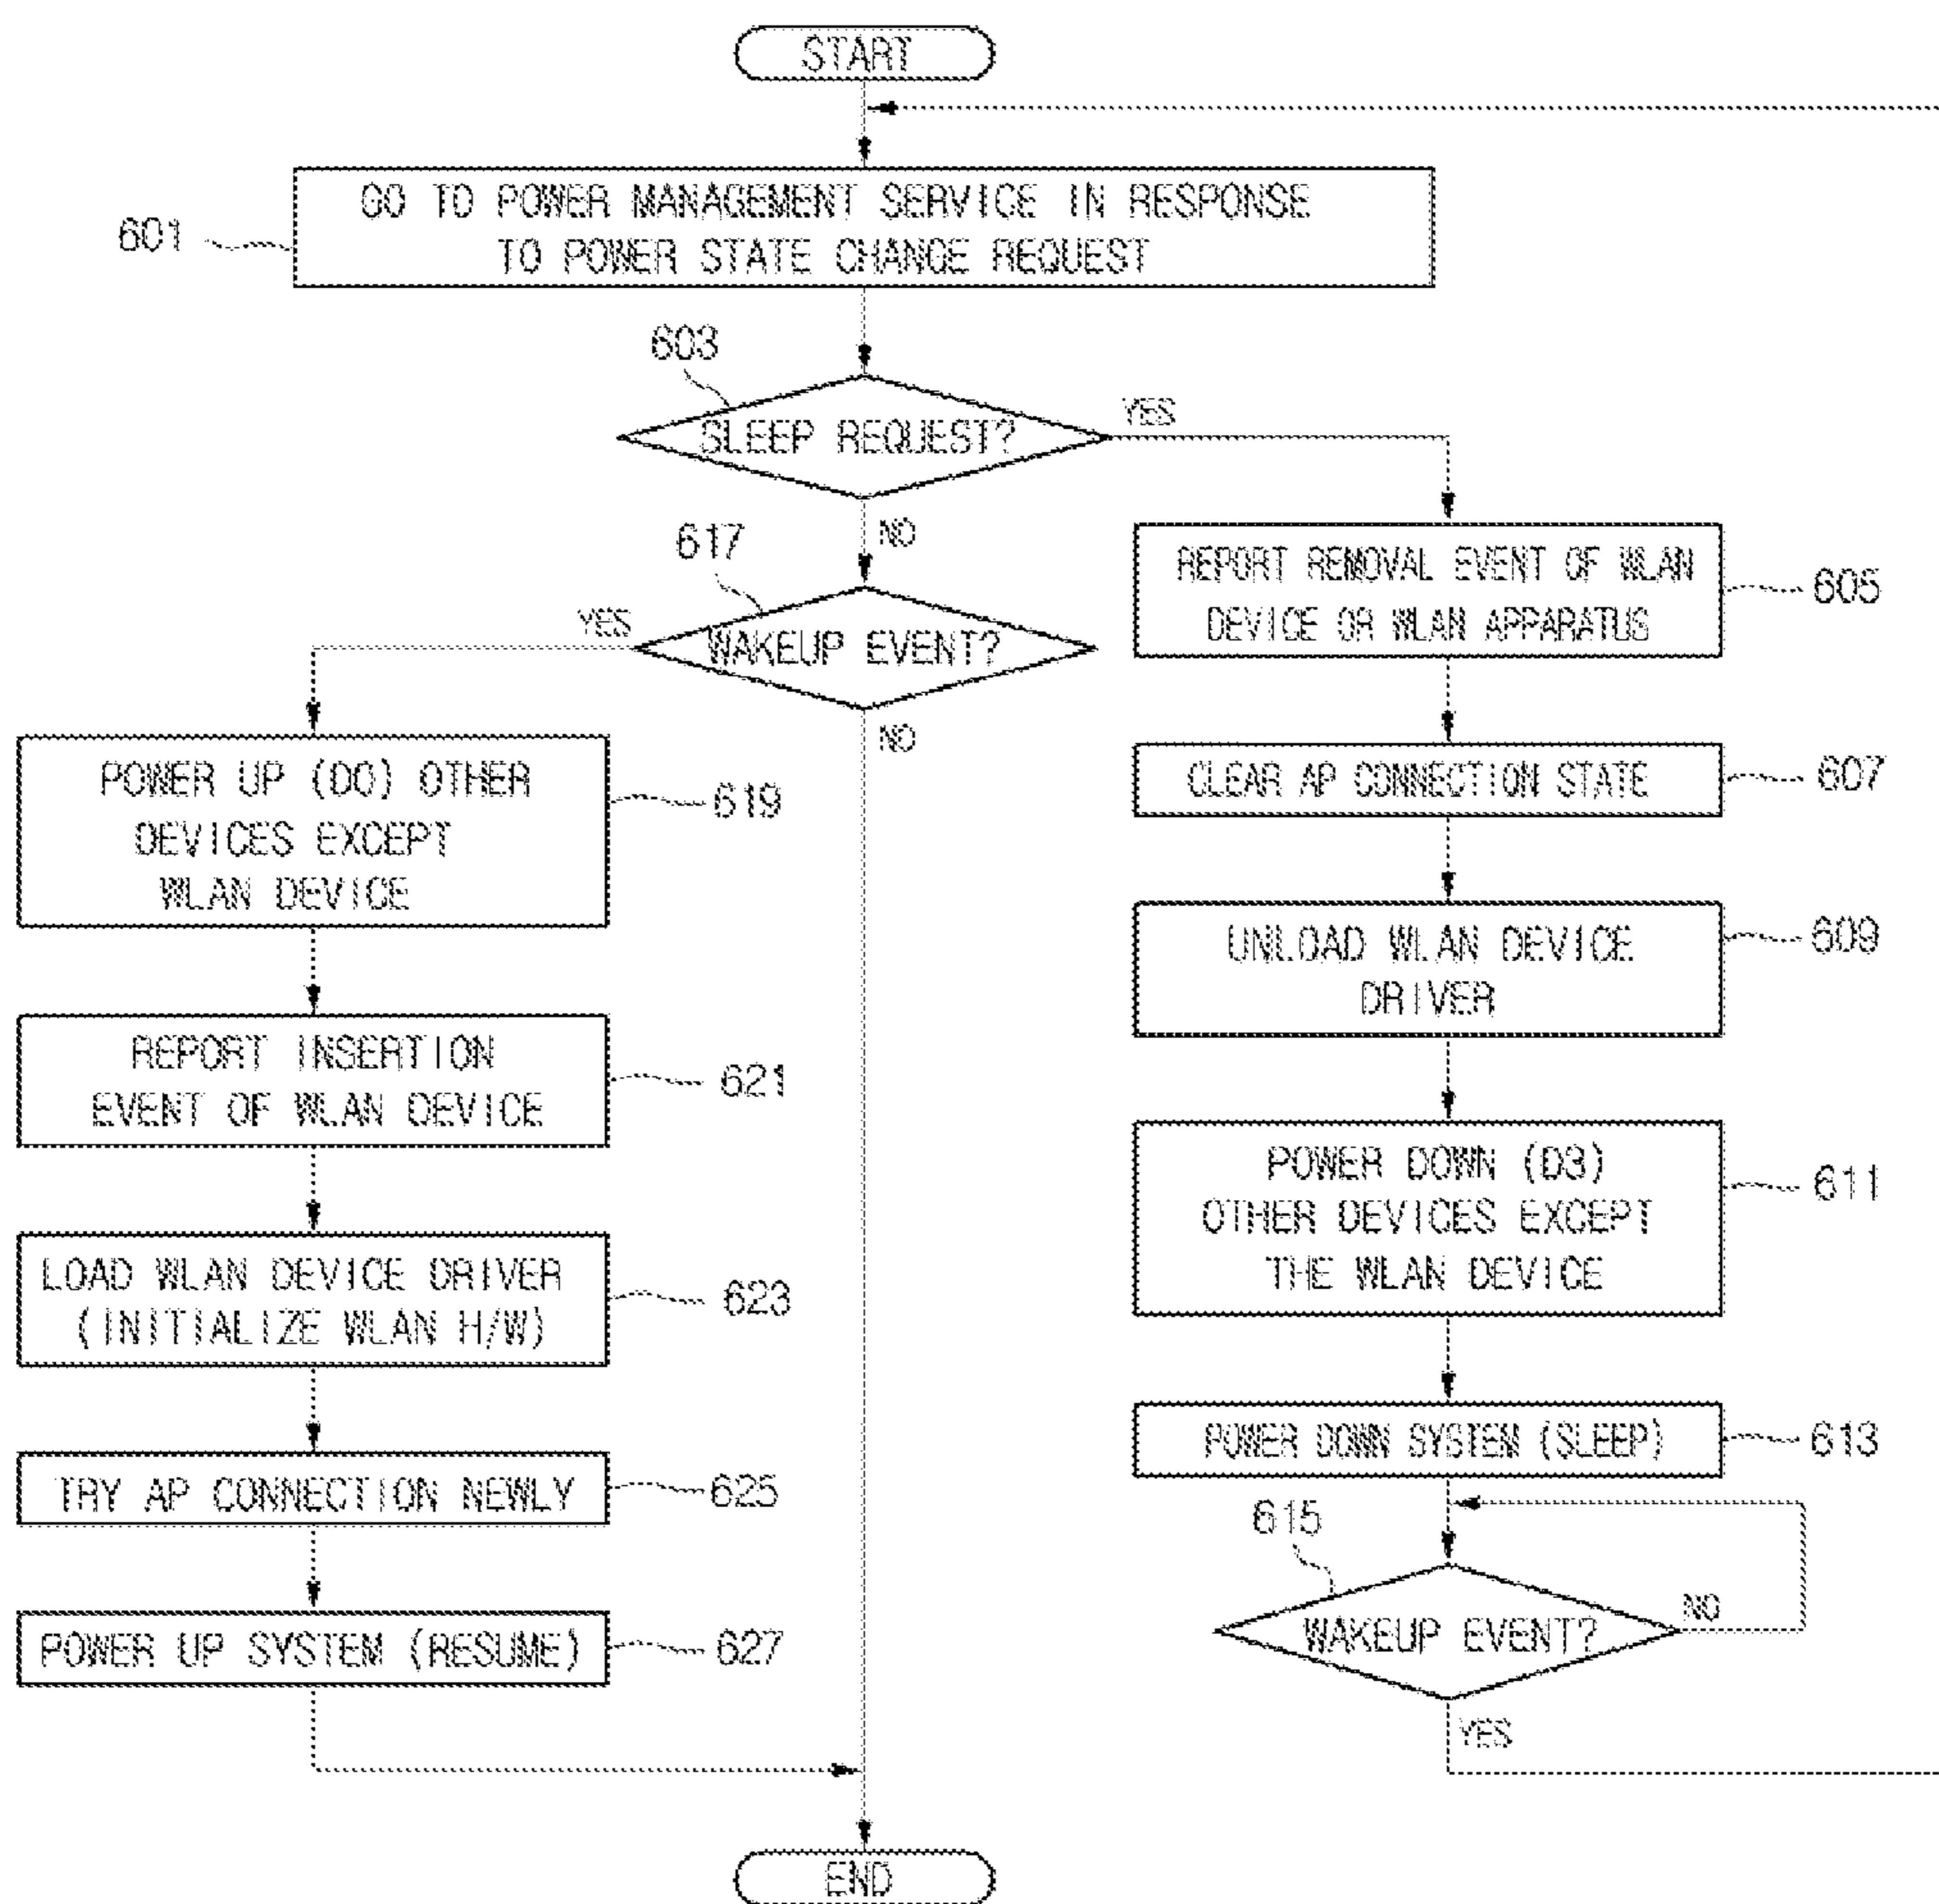 START
GO TO POWER MANAGEMENT SERVICE IN RESPONSE
TO POWER STATE CHANGE REQUEST
601
603
SLEEP REQUEST?
YES
NO
617
WAKEUP EVENT?
YES
NO
POWER UP (D0) OTHER
DEVICES EXCEPT
WLAN DEVICE
619
REPORT INSERTION
EVENT OF WLAN DEVICE
621
LOAD WLAN DEVICE DRIVER
(INITIALIZE WLAN H/W)
623
TRY AP CONNECTION NEWLY
625
POWER UP SYSTEM (RESUME)
627
REPORT REMOVAL EVENT OF WLAN
DEVICE OR WLAN APPARATUS
605
CLEAR AP CONNECTION STATE
607
UNLOAD WLAN DEVICE
DRIVER
609
POWER DOWN (D3)
OTHER DEVICES EXCEPT
THE WLAN DEVICE
611
POWER DOWN SYSTEM (SLEEP)
613
615
WAKEUP EVENT?
NO
YES
END